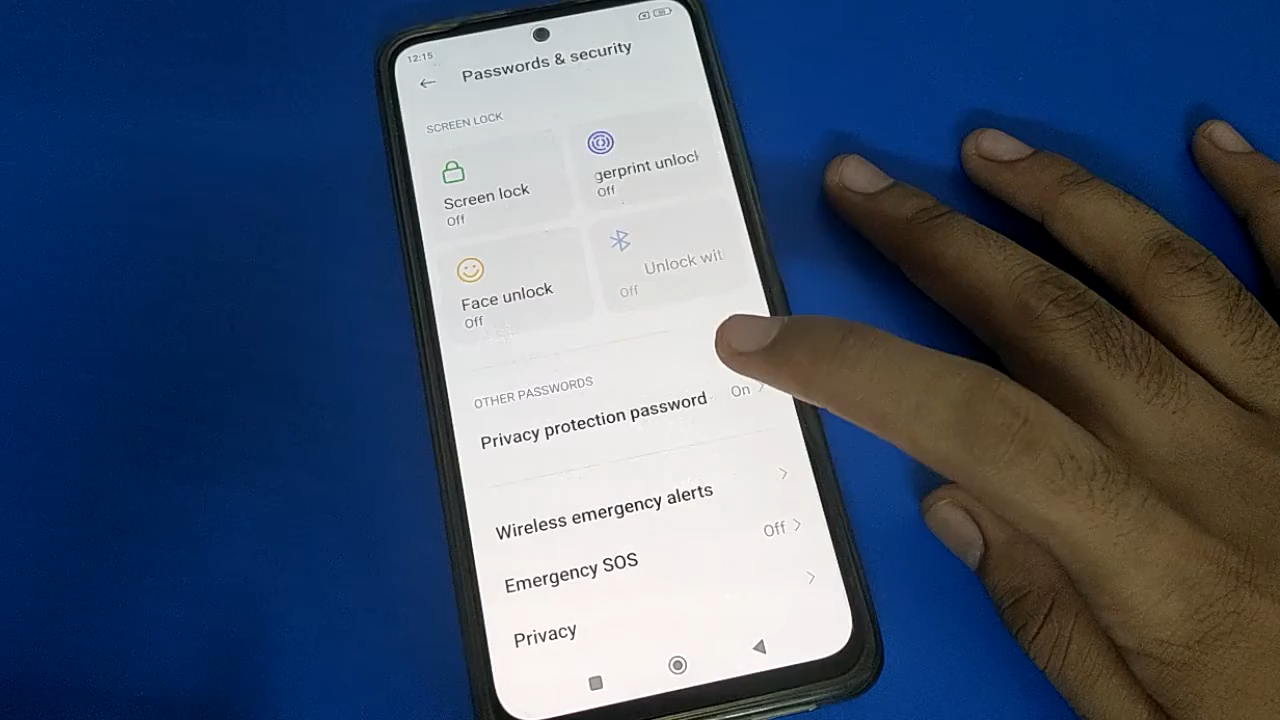 12:15
Passwords & security
SCREEN LOCK
Screen lock
Off
gerprint unlock
Off
Face unlock
Off
Unlock wit
Off
OTHER PASSWORDS
Privacy protection password
On
Wireless emergency alerts
Emergency SOS
Off
Privacy